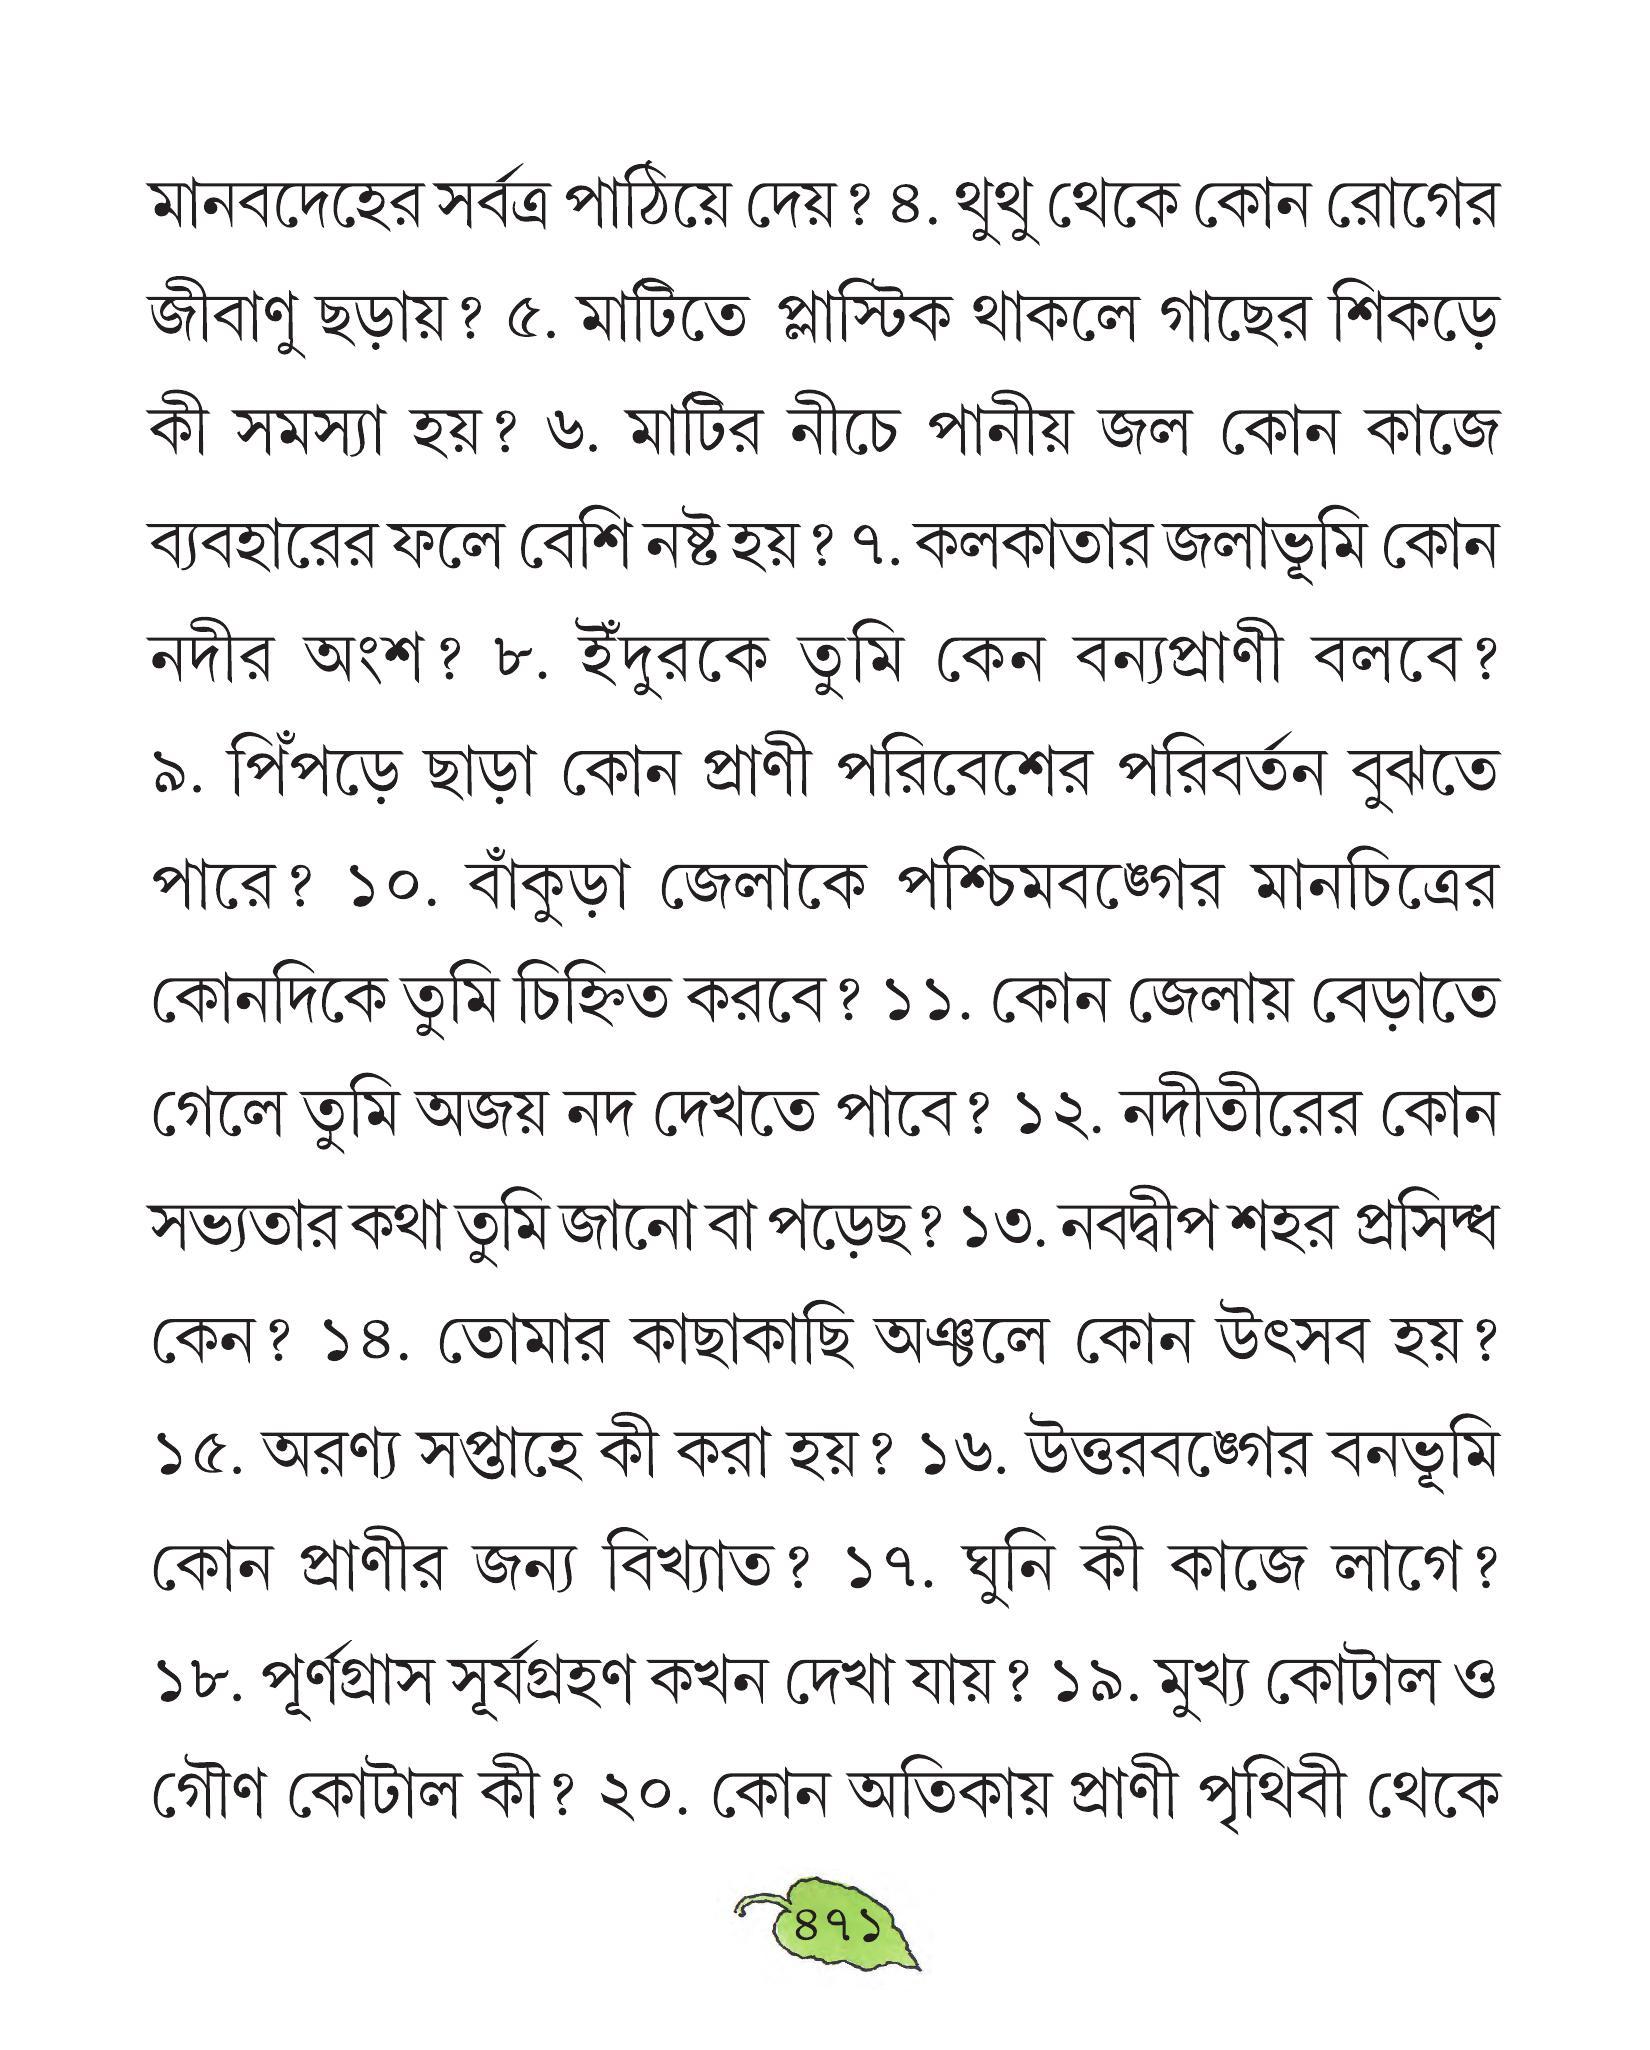 মানবদেহের সর্বত্র পাঠিয়ে দেয়? ৪. থুথু থেকে কোন রোগের
জীবাণু ছড়ায়? ৫. মাটিতে প্লাস্টিক থাকলে গাছের শিকড়ে
কী সমস্যা হয়? ৬. মাটির নীচে পানীয় জল কোন কাজে
ব্যবহারের ফলে বেশি নষ্ট হয়? ৭. কলকাতার জলাভূমি কোন
নদীর অংশ? ৮. ইঁদুরকে তুমি কেন বন্যপ্রাণী বলবে?
৯. পিঁপড়ে ছাড়া কোন প্রাণী পরিবেশের পরিবর্তন বুঝতে
পারে? ১০. বাঁকুড়া জেলাকে পশ্চিমবঙ্গের মানচিত্রের
কোনদিকে তুমি চিহ্নিত করবে? ১১. কোন জেলায় বেড়াতে
গেলে তুমি অজয় নদ দেখতে পাবে? ১২. নদীতীরের কোন
সভ্যতার কথা তুমি জানো বা পড়েছ? ১৩. নবদ্বীপ শহর প্রসিদ্ধ
কেন? ১৪. তোমার কাছাকাছি অঞ্চলে কোন উৎসব হয়?
১৫. অরণ্য সপ্তাহে কী করা হয়? ১৬. উত্তরবঙ্গের বনভূমি
কোন প্রাণীর জন্য বিখ্যাত? ১৭. ঘুনি কী কাজে লাগে?
১৮. পূর্ণগ্রাস সূর্যগ্রহণ কখন দেখা যায়? ১৯. মুখ্য কোটাল ও
গৌণ কোটাল কী? ২০. কোন অতিকায় প্রাণী পৃথিবী থেকে
৪৭১